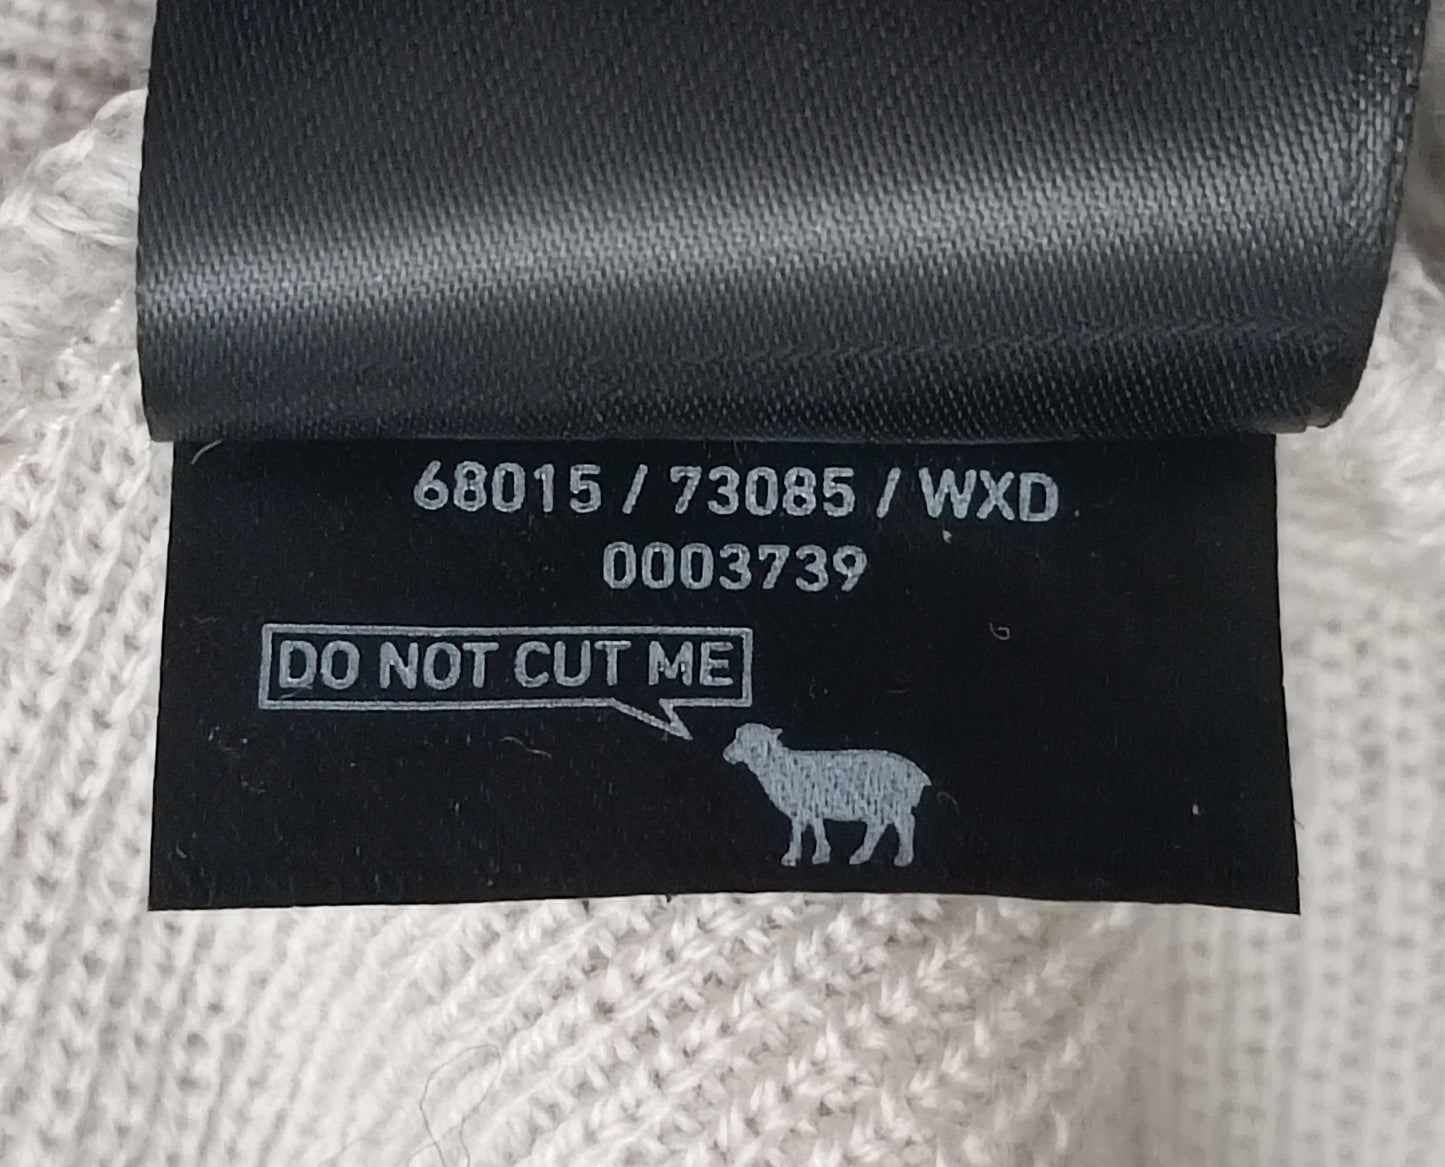 68015 / 73085 / WXD
0003739
DO NOT CUT ME